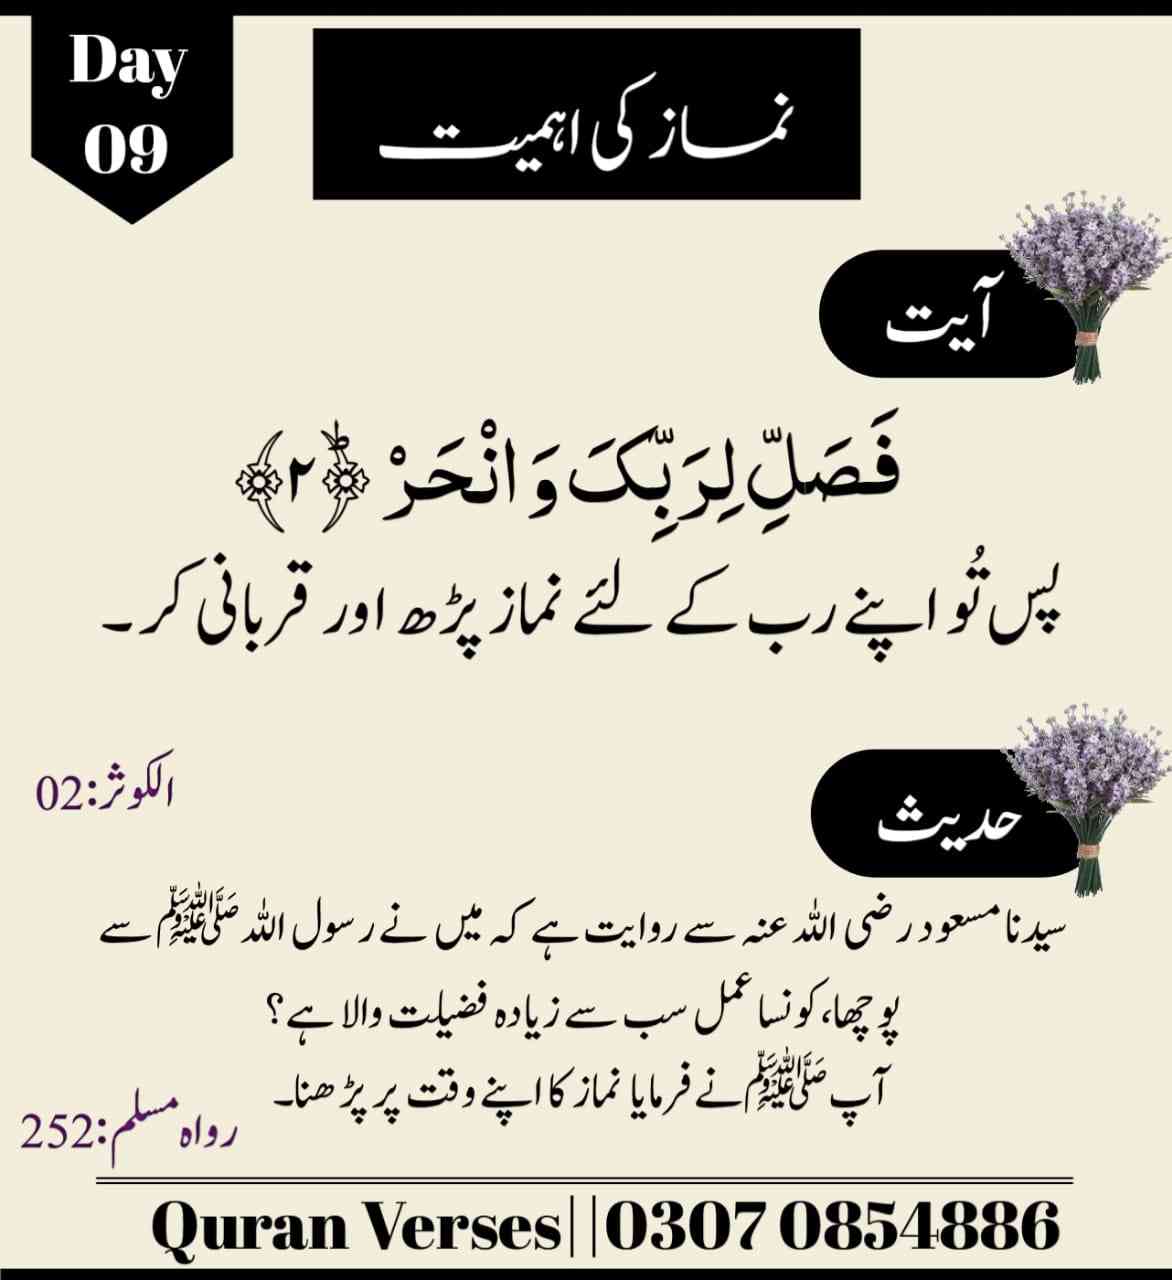 Day
09
نماز کی اہمیت
آیت
فَصَلِّ لِرَبِّکَ وَ انْحَرْ ؕ﴿۲﴾
پس تُو اپنے رب کے لئے نماز پڑھ اور قربانی کر ۔
الکوثر:02
حدیث
سیدنا مسعود رضی اللہ عنہ سے روایت ہے کہ میں نے رسول اللہ ﷺ سے
پوچھا، کونسا عمل سب سے زیادہ فضیلت والا ہے؟
آپ ﷺ نے فرمایا نماز کا اپنے وقت پر پڑھنا۔
رواہ مسلم:252
Quran Verses||0307 0854886